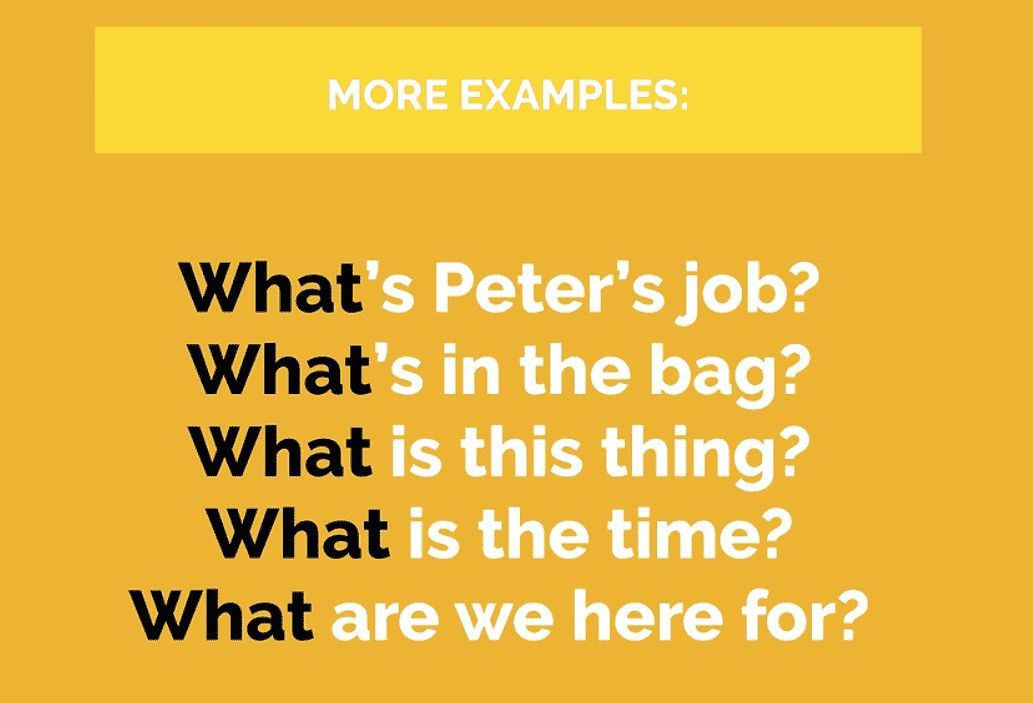 MORE EXAMPLES:
What’s Peter’s job?
What’s in the bag?
What is this thing?
What is the time?
What are we here for?